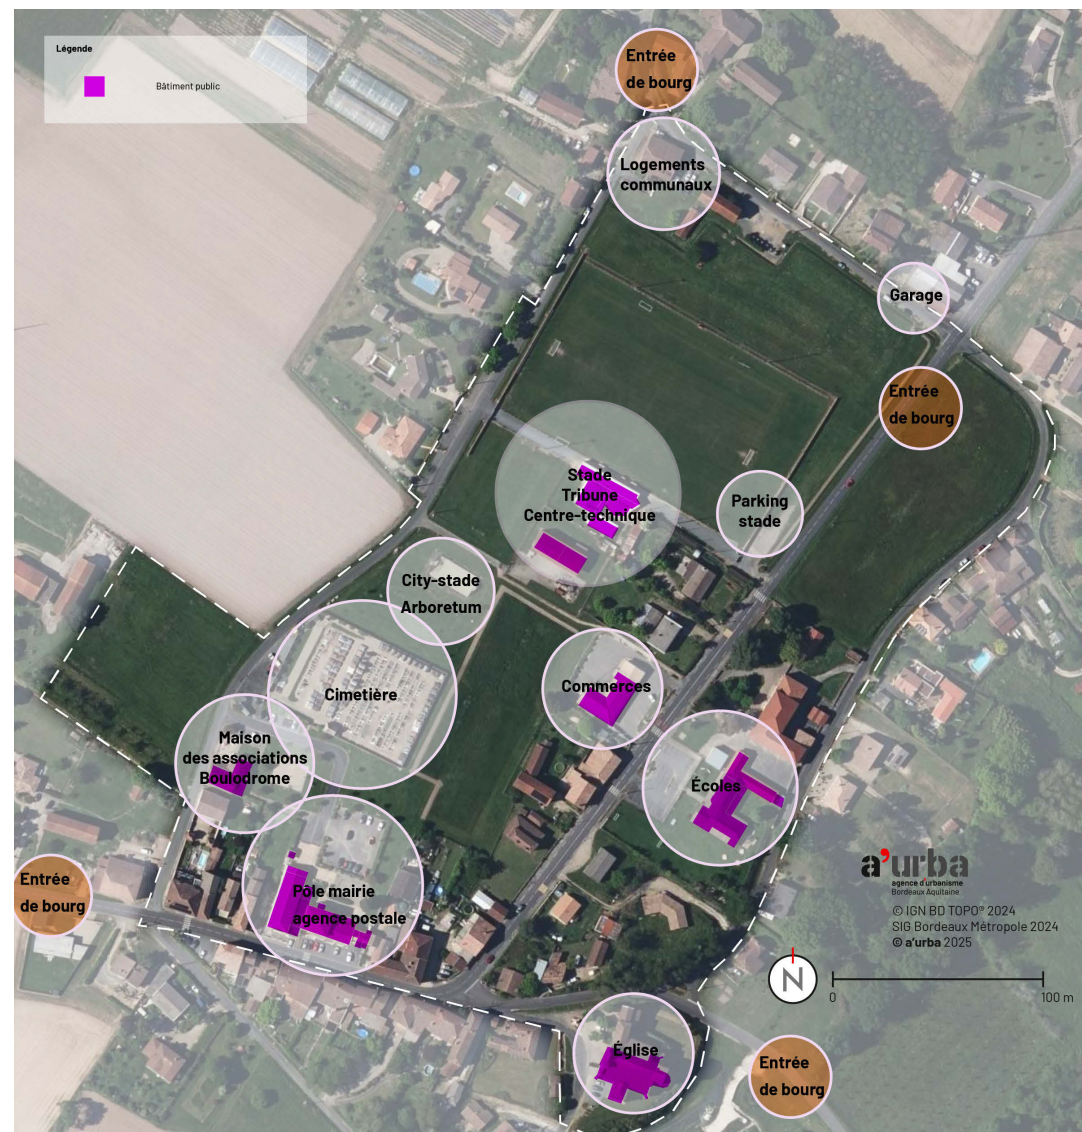 Légende
Bâtiment public
Entrée
de bourg
Logements
communaux
Garage
Entrée
de bourg
Stade
Tribune
Centre-technique
Parking
stade
City-stade
Arboretum
Cimetière
Commerces
Maison
des associations
Boulodrome
Écoles
Pôle mairie
agence postale
Entrée
de bourg
Église
Entrée
de bourg
a'urba
agence d'urbanisme
Bordeaux Aquitaine
© IGN BD TOPO® 2024
SIG Bordeaux Métropole 2024
© a'urba 2025
N
0 100 m